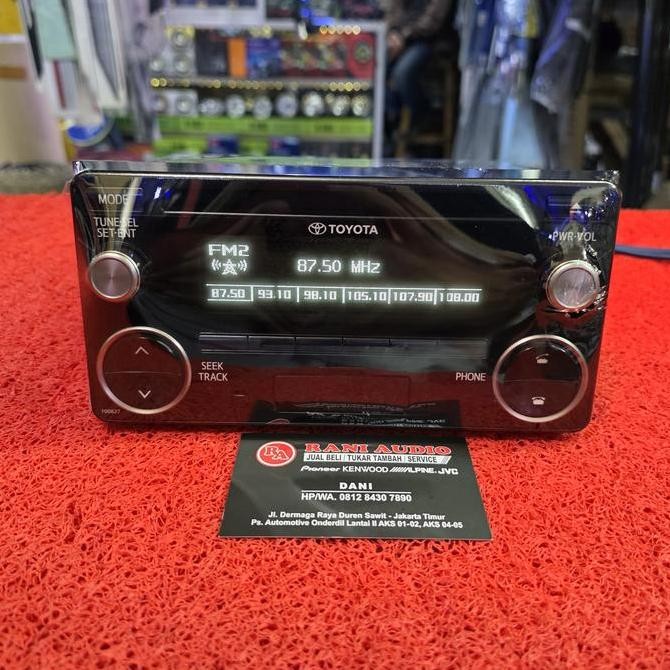 MODE
TUNE·SEL
SET·ENT
TOYOTA
PWR·VOL
FM2
87.50 MHz
87.50 93.10 98.10 105.10 107.90 108.00
SEEK
TRACK
PHONE
100827
RA RANI AUDIO
JUAL BELI / TUKAR TAMBAH / SERVICE
Pioneer KENWOOD ALPINE JVC
DANI
HP/WA. 0812 8430 7890
Jl. Dermaga Raya Duren Sawit - Jakarta Timur
Ps. Automotive Onderdil Lantai II AKS 01-02, AKS 04-05